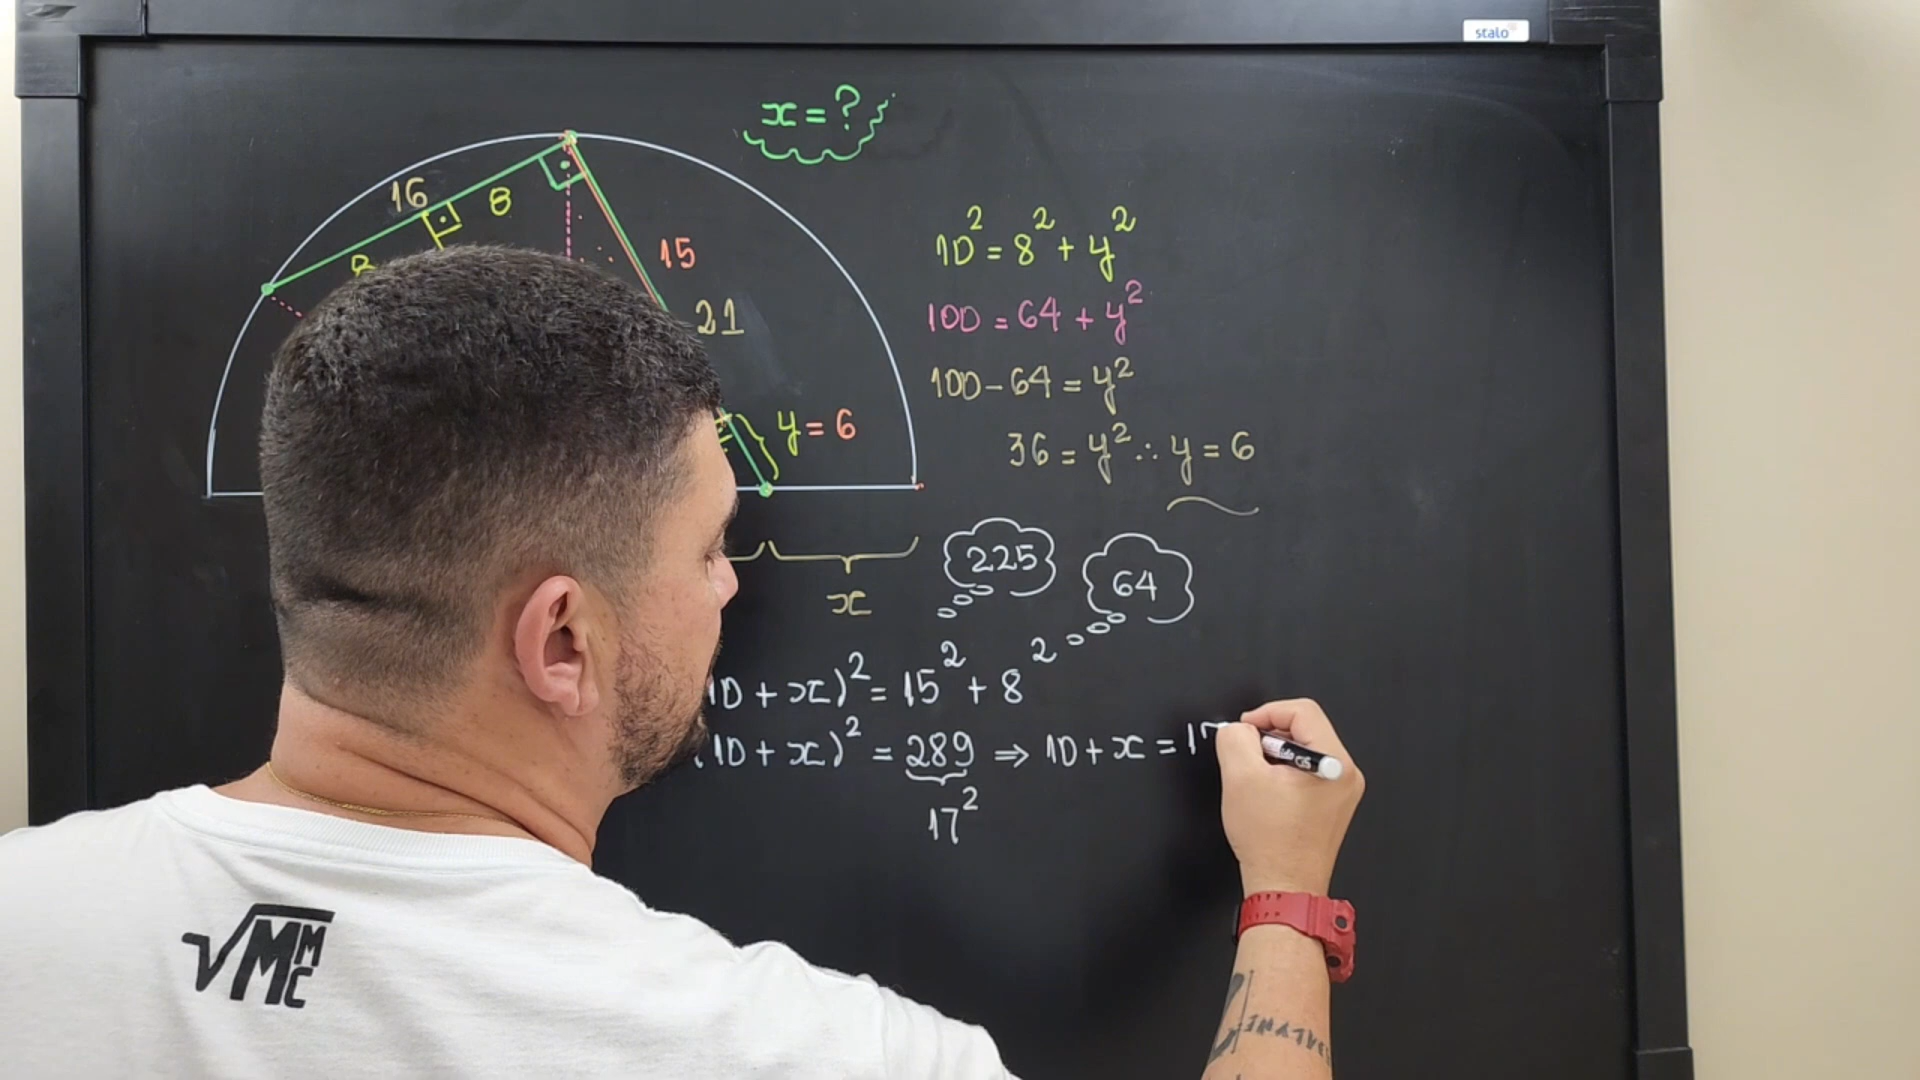 stalo
x = ?
16
8
15
21
y = 6
x
10² = 8² + y²
100 = 64 + y²
100 - 64 = y²
36 = y² ∴ y = 6
225
64
10 + x)² = 15² + 8²
(10 + x)² = 289 ⇒ 10 + x = 17
17²
√MMC